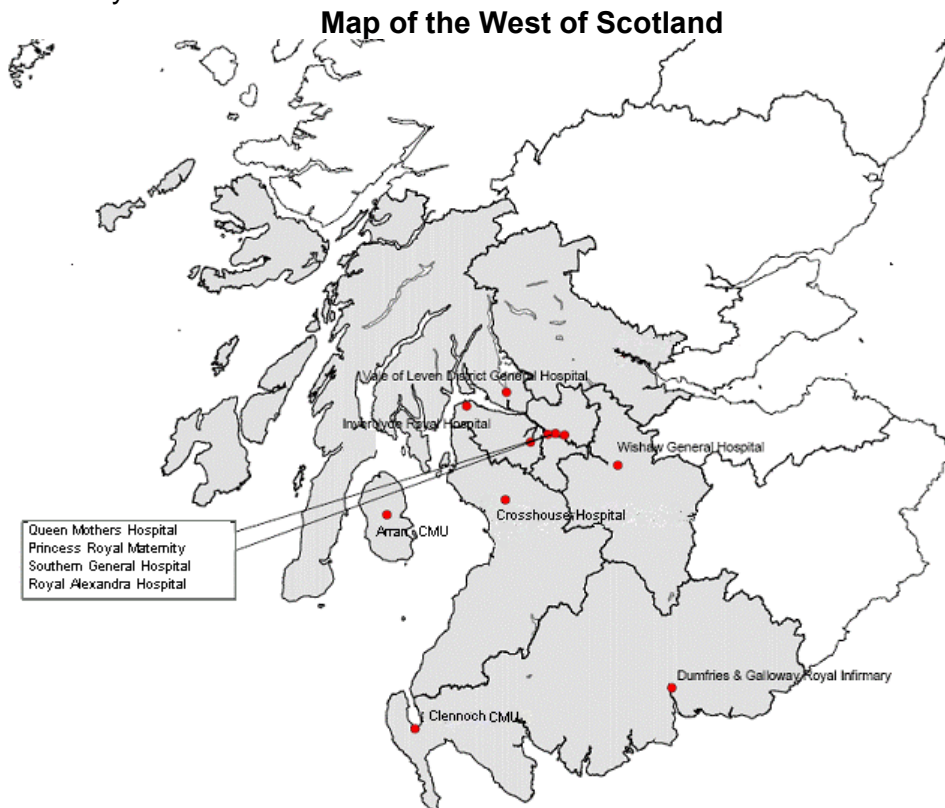 Map of the West of Scotland
Vale of Leven District General Hospital
Inverclyde Royal Hospital
Wishaw General Hospital
Crosshouse Hospital
Arran CMU
Queen Mothers Hospital
Princess Royal Maternity
Southern General Hospital
Royal Alexandra Hospital
Dumfries & Galloway Royal Infirmary
Clennoch CMU